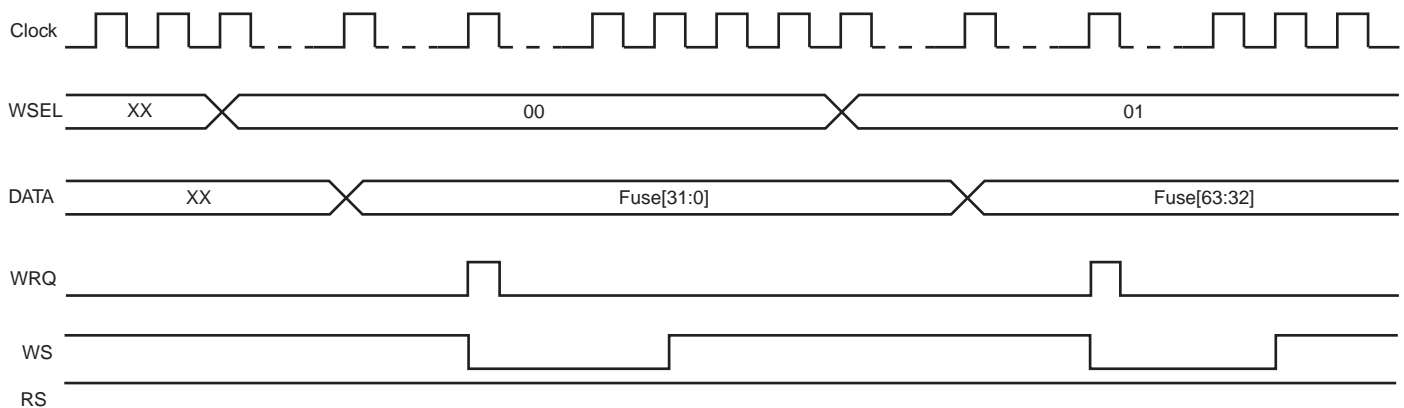 Clock
WSEL XX 00 01
DATA XX Fuse[31:0] Fuse[63:32]
WRQ
WS
RS